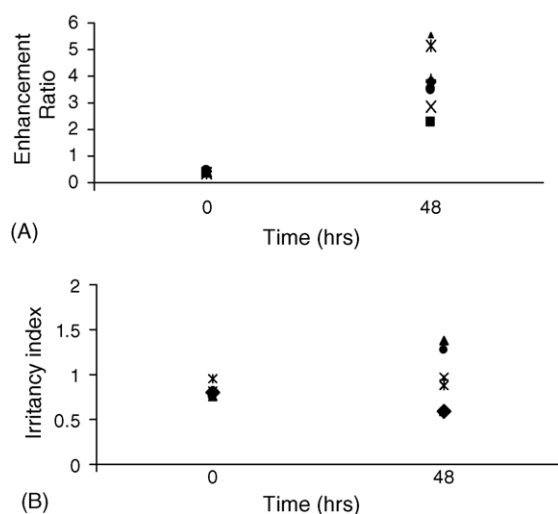 6
5
4
3
2
1
0
Enhancement
Ratio
0 48
Time (hrs)
(A)
2
1.5
1
0.5
0
Irritancy index
0 48
Time (hrs)
(B)